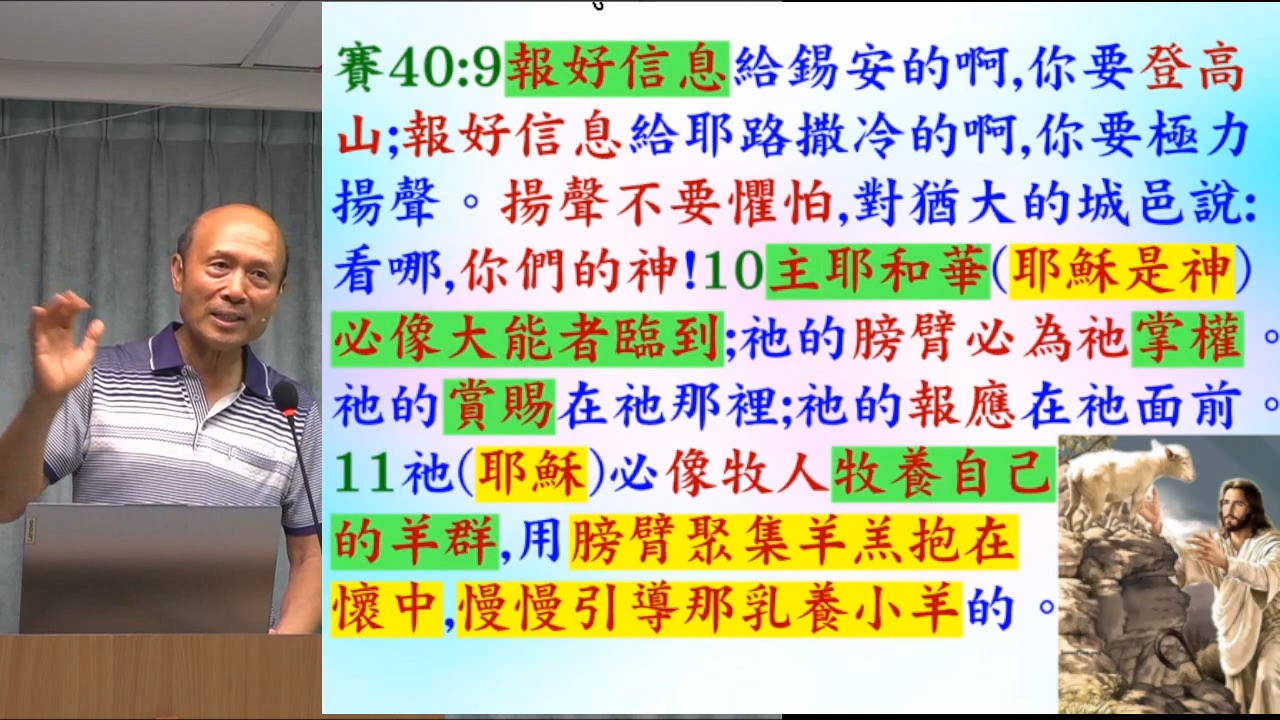 賽40:9報好信息給錫安的啊,你要登高
山;報好信息給耶路撒冷的啊,你要極力
揚聲。揚聲不要懼怕,對猶大的城邑說:
看哪,你們的神!10主耶和華(耶穌是神)
必像大能者臨到;祂的膀臂必為祂掌權。
祂的賞賜在祂那裡;祂的報應在祂面前。
11祂(耶穌)必像牧人牧養自己
的羊群,用膀臂聚集羊羔抱在
懷中,慢慢引導那乳養小羊的。
Lenovo